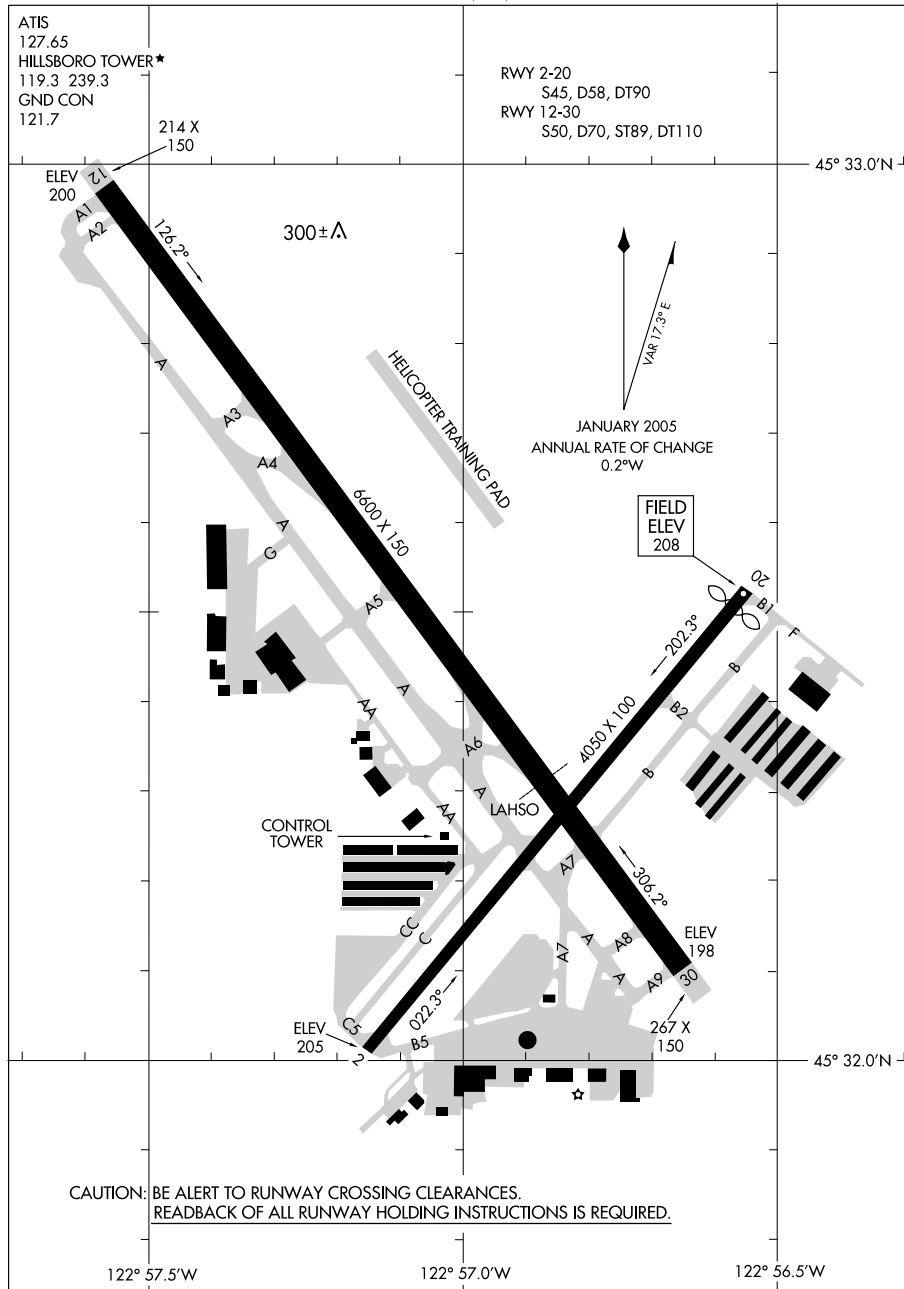 ATIS
127.65
HILLSBORO TOWER★
119.3 239.3
GND CON
121.7
RWY 2-20
S45, D58, DT90
RWY 12-30
S50, D70, ST89, DT110
214 X
150
45° 33.0'N
ELEV
200
12
A1
A2
126.2°
300±
VAR 17.3° E
A
HELICOPTER TRAINING PAD
JANUARY 2005
ANNUAL RATE OF CHANGE
0.2°W
A3
A4
6600 X 150
FIELD
ELEV
208
A
G
20
B1
F
A5
202.3°
B
A
AA
B2
4050 X 100
A6
B
A
LAHSO
AA
CONTROL
TOWER
A7
306.2°
CC
C
A7
A
A8
ELEV
198
A
A9
30
022.3°
C5
ELEV
205
2
B5
267 X
150
45° 32.0'N
CAUTION: BE ALERT TO RUNWAY CROSSING CLEARANCES.
READBACK OF ALL RUNWAY HOLDING INSTRUCTIONS IS REQUIRED.
122° 57.5'W
122° 57.0'W
122° 56.5'W